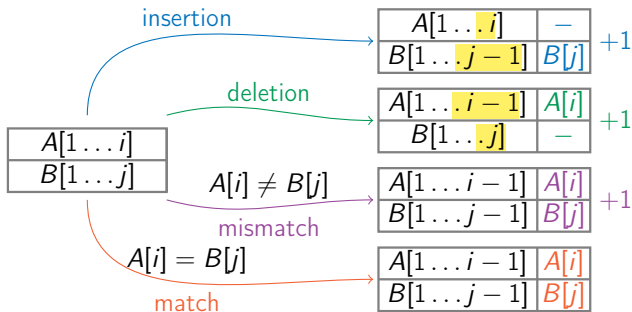 insertion
A[1 … i] −
B[1 … j − 1] B[j]
+1
deletion
A[1 … i − 1] A[i]
B[1 … j] −
+1
A[1 … i]
B[1 … j]
A[i] ≠ B[j]
mismatch
A[1 … i − 1] A[i]
B[1 … j − 1] B[j]
+1
A[i] = B[j]
match
A[1 … i − 1] A[i]
B[1 … j − 1] B[j]